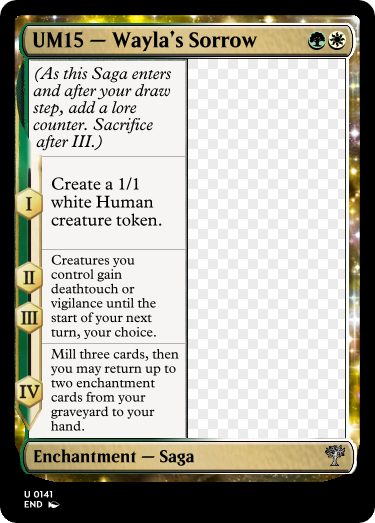 UM15 — Wayla's Sorrow
(As this Saga enters
and after your draw
step, add a lore
counter. Sacrifice
after III.)
I
Create a 1/1
white Human
creature token.
II
III
Creatures you
control gain
deathtouch or
vigilance until the
start of your next
turn, your choice.
IV
Mill three cards, then
you may return up to
two enchantment
cards from your
graveyard to your
hand.
Enchantment — Saga
U 0141
END